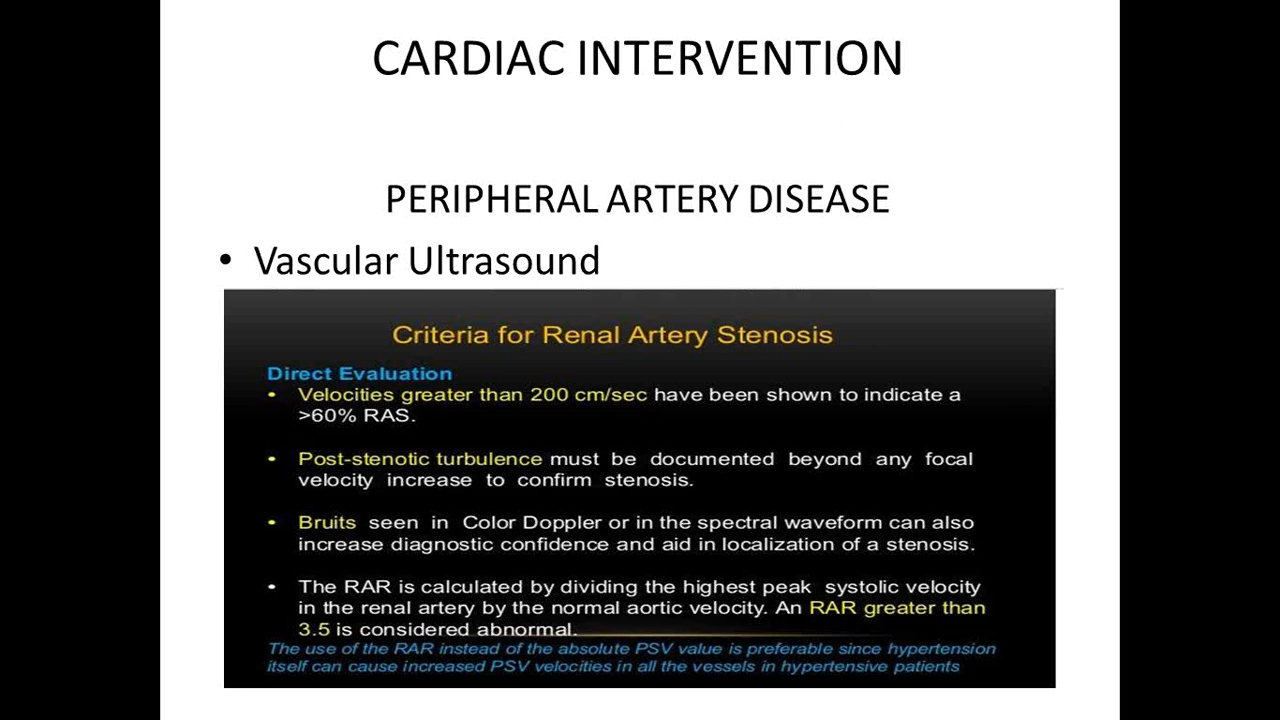 CARDIAC INTERVENTION
PERIPHERAL ARTERY DISEASE
• Vascular Ultrasound
Criteria for Renal Artery Stenosis
Direct Evaluation
• Velocities greater than 200 cm/sec have been shown to indicate a
>60% RAS.
• Post-stenotic turbulence must be documented beyond any focal
velocity increase to confirm stenosis.
• Bruits seen in Color Doppler or in the spectral waveform can also
increase diagnostic confidence and aid in localization of a stenosis.
• The RAR is calculated by dividing the highest peak systolic velocity
in the renal artery by the normal aortic velocity. An RAR greater than
3.5 is considered abnormal.
The use of the RAR instead of the absolute PSV value is preferable since hypertension
itself can cause increased PSV velocities in all the vessels in hypertensive patients